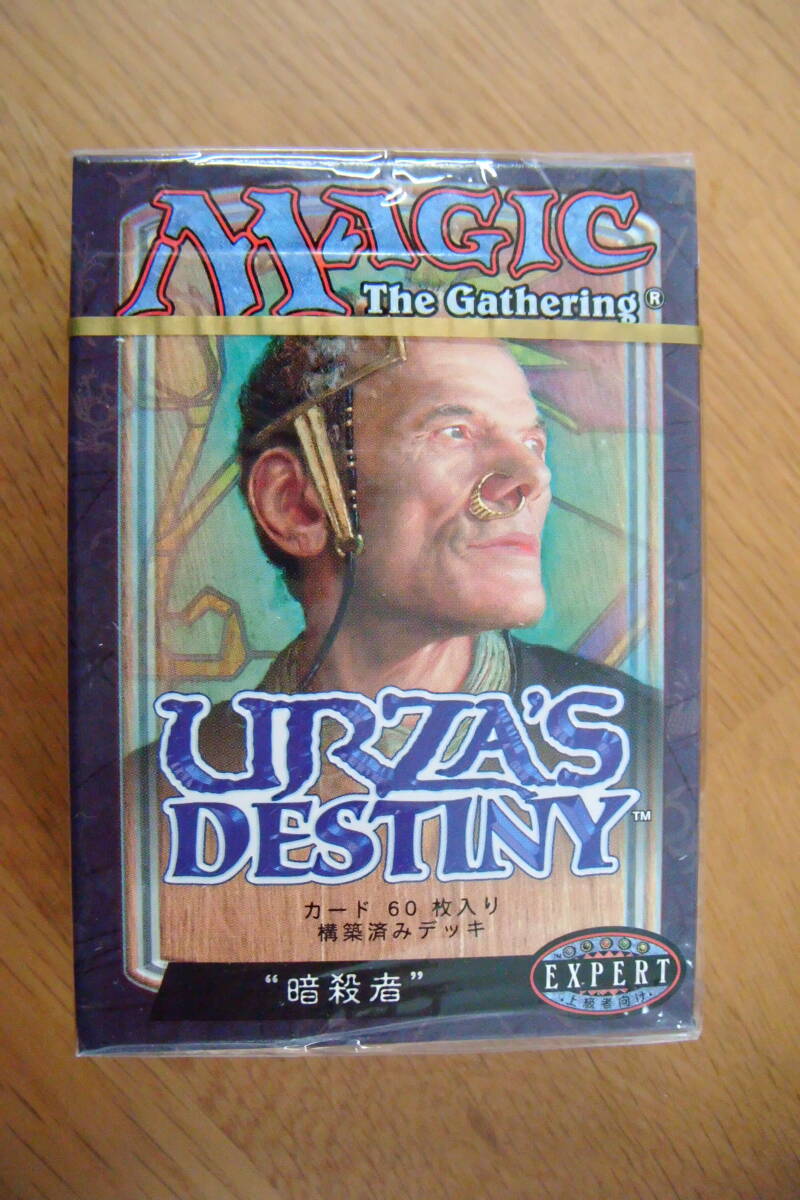 MAGIC
The Gathering®
URZA'S
DESTINY™
カード 60 枚入り
構築済みデッキ
“暗殺者”
EXPERT
・上級者向け・